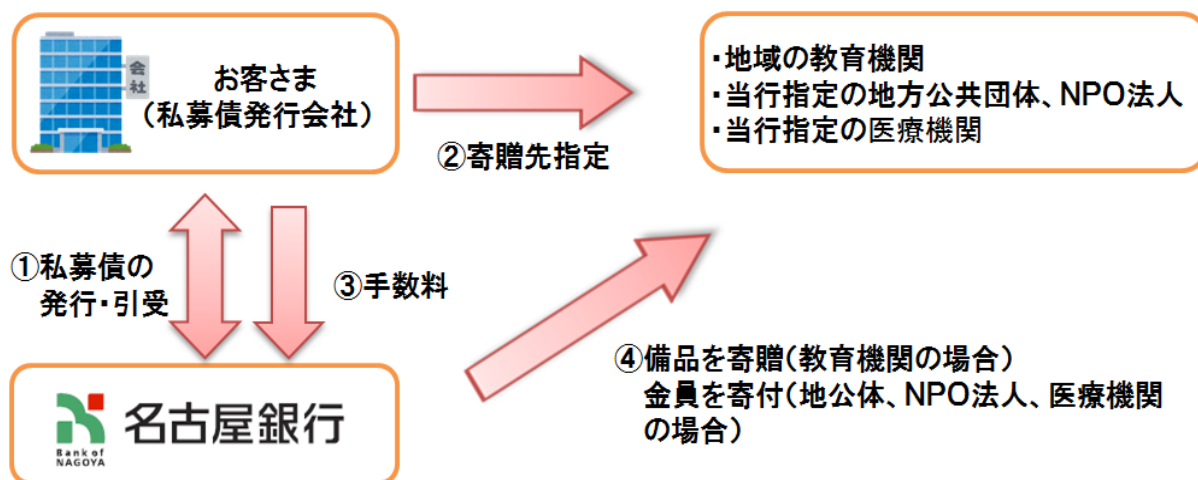 会社
お客さま
（私募債発行会社）
・地域の教育機関
・当行指定の地方公共団体、NPO法人
・当行指定の医療機関
②寄贈先指定
①私募債の
発行・引受
③手数料
④備品を寄贈（教育機関の場合）
金員を寄付（地公体、NPO法人、医療機関
の場合）
Bank of
NAGOYA
名古屋銀行